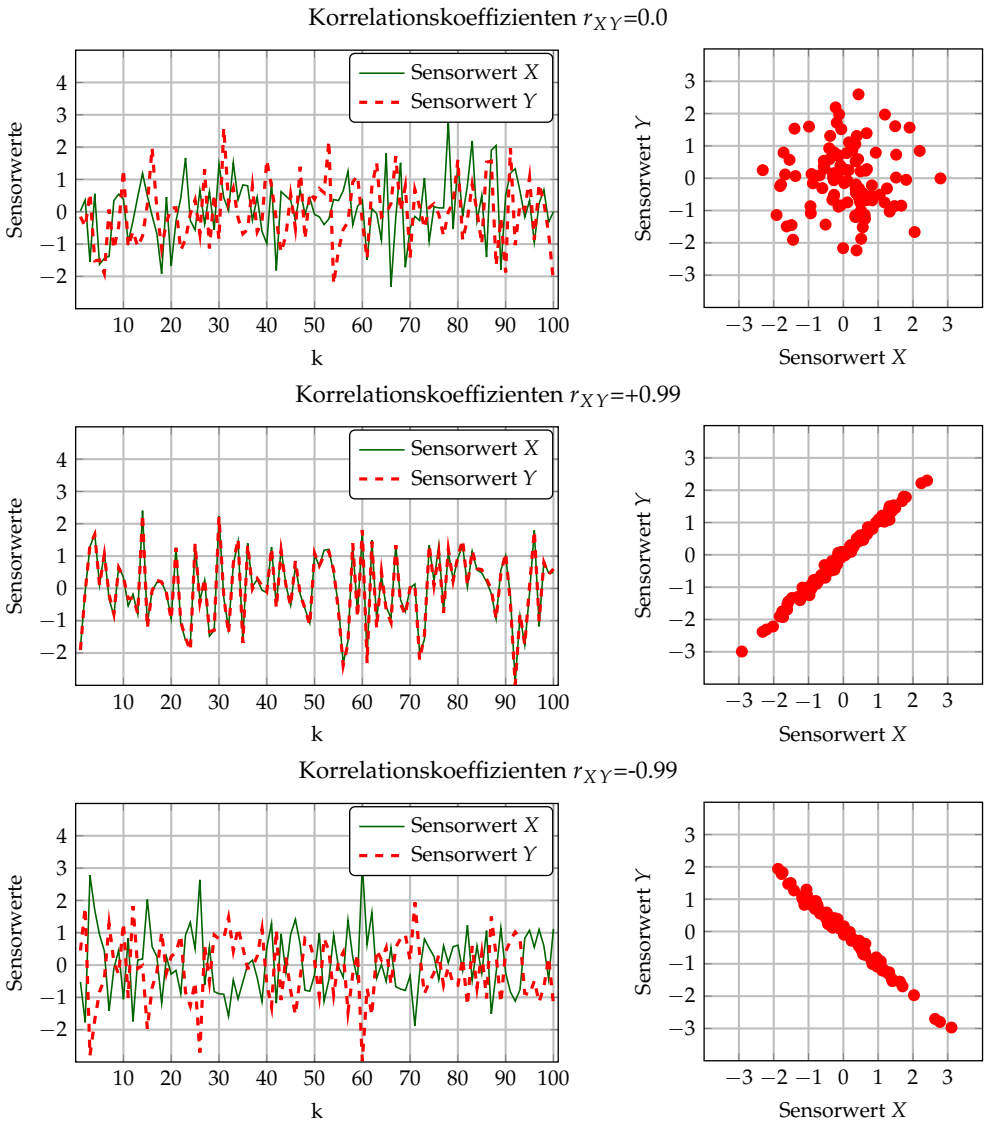 Korrelationskoeffizienten rXY=0.0
Sensorwerte
4
3
2
1
0
−1
−2
10 20 30 40 50 60 70 80 90 100
k
Sensorwert X
Sensorwert Y
Sensorwert Y
3
2
1
0
−1
−2
−3
−3 −2 −1 0 1 2 3
Sensorwert X
Korrelationskoeffizienten rXY=+0.99
Sensorwerte
4
3
2
1
0
−1
−2
10 20 30 40 50 60 70 80 90 100
k
Sensorwert X
Sensorwert Y
Sensorwert Y
3
2
1
0
−1
−2
−3
−3 −2 −1 0 1 2 3
Sensorwert X
Korrelationskoeffizienten rXY=-0.99
Sensorwerte
4
3
2
1
0
−1
−2
10 20 30 40 50 60 70 80 90 100
k
Sensorwert X
Sensorwert Y
Sensorwert Y
3
2
1
0
−1
−2
−3
−3 −2 −1 0 1 2 3
Sensorwert X